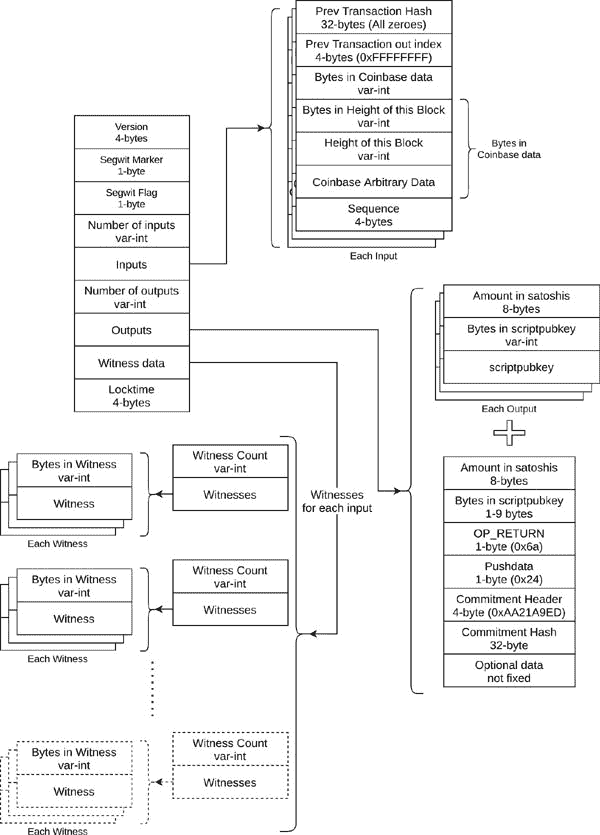 Prev Transaction Hash
32-bytes (All zeroes)
Prev Transaction out index
4-bytes (0xFFFFFFFF)
Bytes in Coinbase data
var-int
Bytes in Height of this Block
var-int
Height of this Block
var-int
Coinbase Arbitrary Data
Sequence
4-bytes
Each Input
Bytes in
Coinbase data
Version
4-bytes
Segwit Marker
1-byte
Segwit Flag
1-byte
Number of inputs
var-int
Inputs
Number of outputs
var-int
Outputs
Witness data
Locktime
4-bytes
Amount in satoshis
8-bytes
Bytes in scriptpubkey
var-int
scriptpubkey
Each Output
Amount in satoshis
8-bytes
Bytes in scriptpubkey
1-9 bytes
OP_RETURN
1-byte (0x6a)
Pushdata
1-byte (0x24)
Commitment Header
4-byte (0xAA21A9ED)
Commitment Hash
32-byte
Optional data
not fixed
Witnesses
for each input
Witness Count
var-int
Witnesses
Bytes in Witness
var-int
Witness
Each Witness
Witness Count
var-int
Witnesses
Bytes in Witness
var-int
Witness
Each Witness
Witness Count
var-int
Witnesses
Bytes in Witness
var-int
Witness
Each Witness